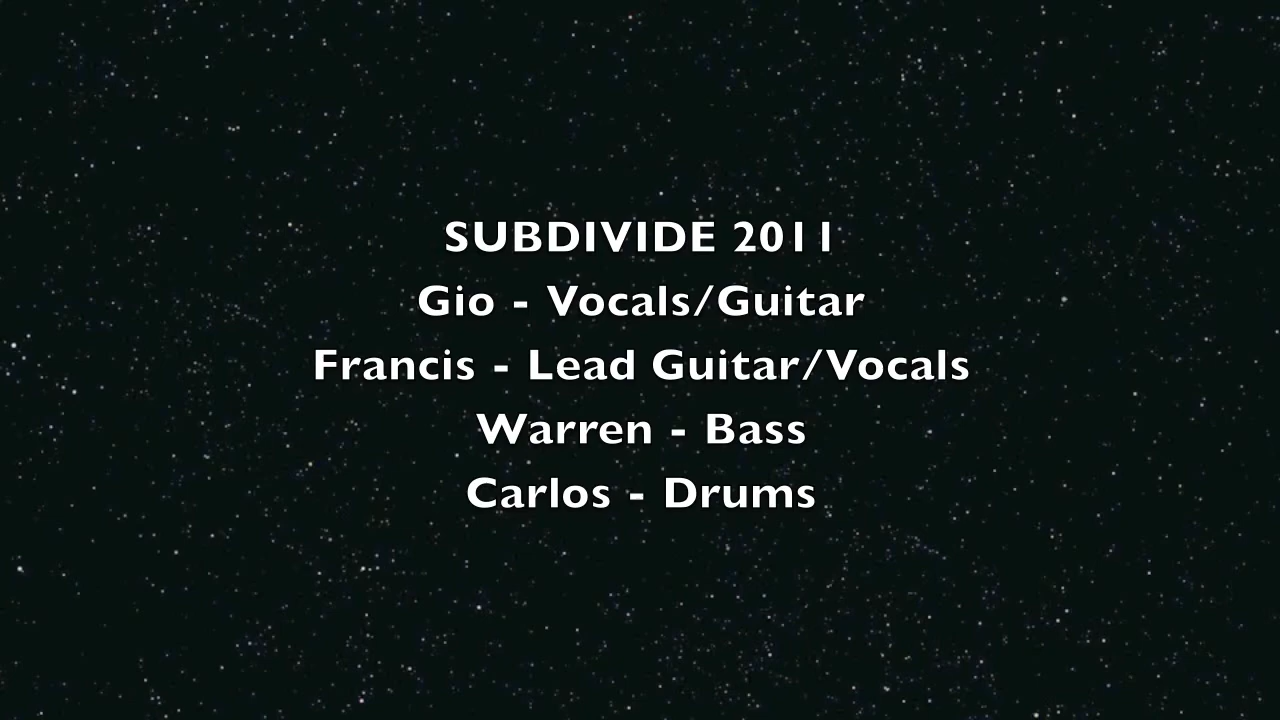 SUBDIVIDE 2011
Gio - Vocals/Guitar
Francis - Lead Guitar/Vocals
Warren - Bass
Carlos - Drums